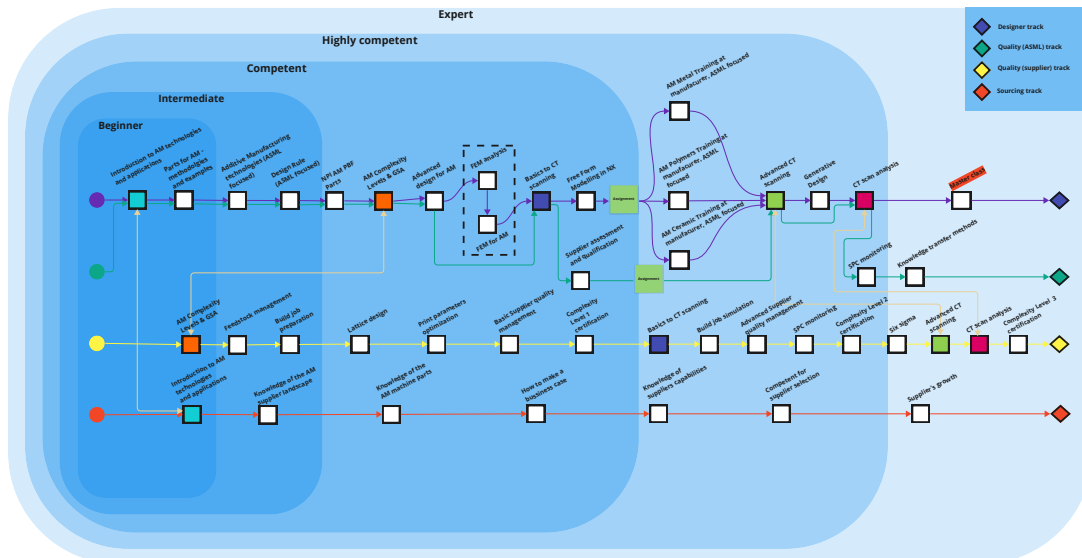 Expert
Highly competent
Competent
Intermediate
Beginner
Designer track
Quality (ASML) track
Quality (supplier) track
Sourcing track
Introduction to AM technologies
and applications
Parts for AM -
methodolgies
and examples
Addictive Manufacturing
technologies (ASML
focused)
Design Rule
(ASML focused)
NPI AM PBF
Parts
AM Complexity
Levels & GSA
Advanced
design for AM
FEM analysis
FEM for AM
Basics to CT
scanning
Free Form
Modelling in NX
Assignment
AM Metal Training at
manufacurer, ASML focused
AM Polymers Training at
manufacurer, ASML
focused
AM Ceramic Training at
manufacurer, ASML focused
Advanced CT
scanning
Generative
Design
CT scan analysis
Master class
Supplier assessment
and qualification
Assignment
SPC monitoring
Knowledge transfer methods
AM Complexity
Levels & GSA
Feedstock management
Build job
preparation
Lattice design
Print parameters
optimization
Basic Supplier quality
management
Complexity
Level 1
certification
Basics to CT scanning
Build job simulation
Advanced Supplier
quality management
SPC monitoring
Complexity Level 2
certification
Six sigma
Advanced CT
scanning
CT scan analysis
Complexity Level 3
certification
Introduction to AM
technologies
and applications
Knowledge of the AM
supplier landscape
Knowledge of the
AM machine parts
How to make a
bussiness case
Knowledge of
suppliers capabilities
Competent for
supplier selection
Supplier's growth